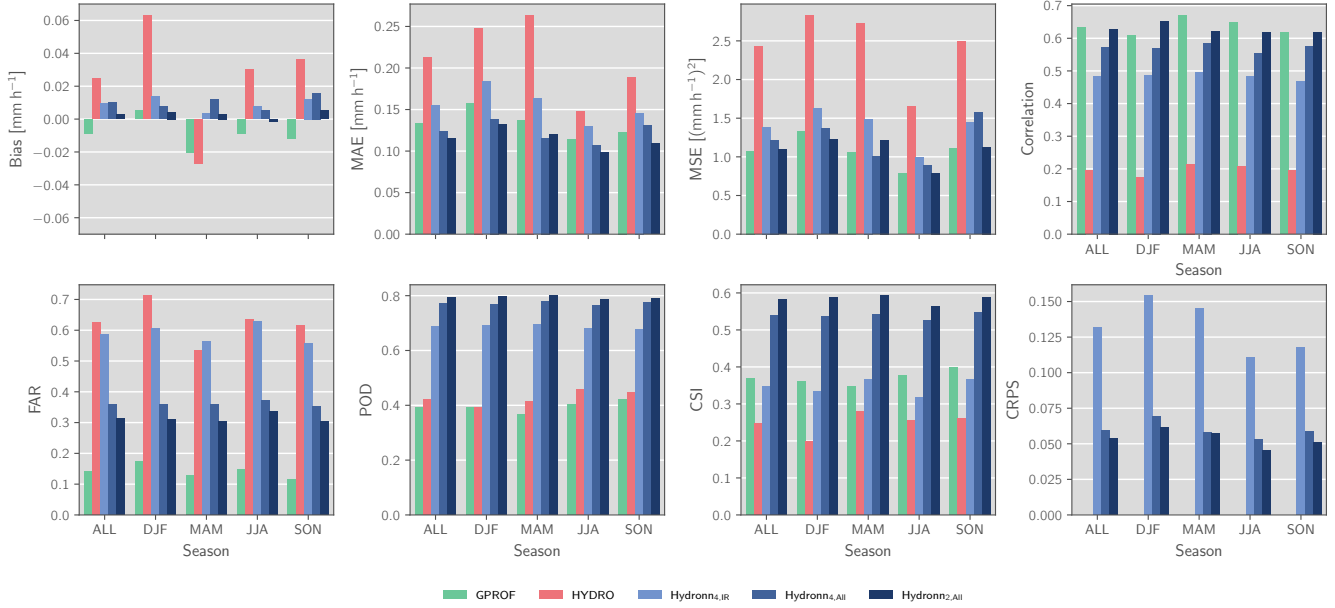 0.06
0.04
0.02
0.00
−0.02
−0.04
−0.06
Bias [mm h⁻¹]
0.25
0.20
0.15
0.10
0.05
0.00
MAE [mm h⁻¹]
2.5
2.0
1.5
1.0
0.5
0.0
MSE [(mm h⁻¹)²]
0.7
0.6
0.5
0.4
0.3
0.2
0.1
0.0
Correlation
ALL DJF MAM JJA SON
Season
0.7
0.6
0.5
0.4
0.3
0.2
0.1
0.0
FAR
ALL DJF MAM JJA SON
Season
0.8
0.6
0.4
0.2
0.0
POD
ALL DJF MAM JJA SON
Season
0.6
0.5
0.4
0.3
0.2
0.1
0.0
CSI
ALL DJF MAM JJA SON
Season
0.150
0.125
0.100
0.075
0.050
0.025
0.000
CRPS
ALL DJF MAM JJA SON
Season
GPROF HYDRO Hydronn4,IR Hydronn4,All Hydronn2,All